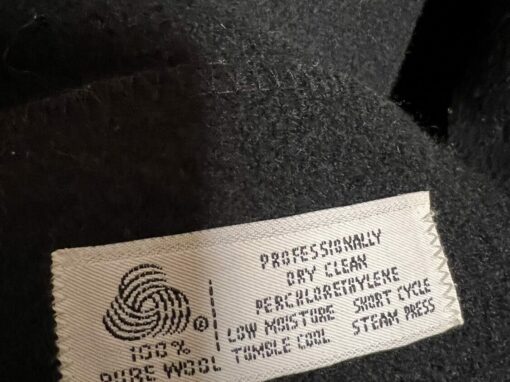 ®
100%
PURE WOOL
PROFESSIONALLY
DRY CLEAN
PERCHLORETHYLENE
LOW MOISTURE SHORT CYCLE
TUMBLE COOL STEAM PRESS